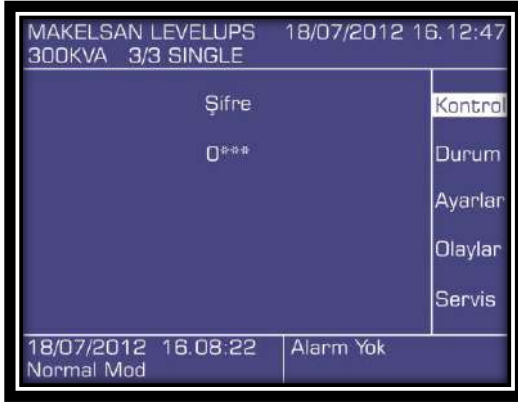 MAKELSAN LEVELUPS 18/07/2012 16.12:47
300KVA 3/3 SINGLE
Şifre
0***
Kontrol
Durum
Ayarlar
Olaylar
Servis
18/07/2012 16.08:22 Alarm Yok
Normal Mod